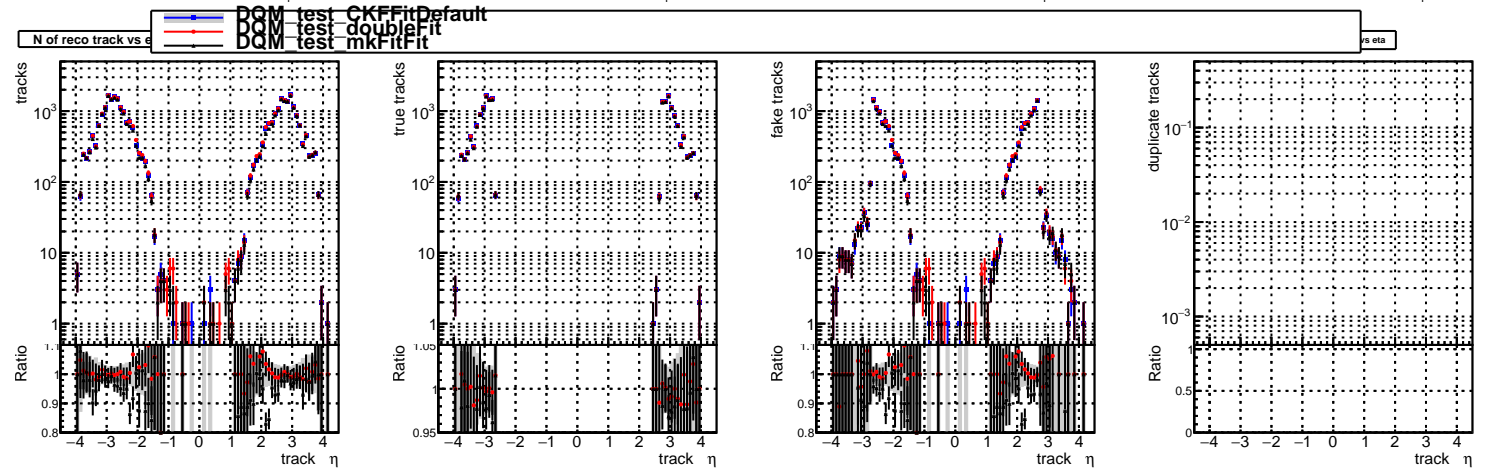 DQM_test_CKFFitDefault
DQM_test_doubleFit
DQM_test_mkFitFit
N of reco track vs e
vs eta
tracks
10³
10²
10
1
Ratio
1.1
1
0.9
0.8
−4 −3 −2 −1 0 1 2 3 4
track η
true tracks
10³
10²
10
1
Ratio
1.05
1
0.95
−4 −3 −2 −1 0 1 2 3 4
track η
fake tracks
10³
10²
10
1
Ratio
1.1
1
0.9
0.8
−4 −3 −2 −1 0 1 2 3 4
track η
duplicate tracks
10⁻¹
10⁻²
10⁻³
Ratio
1
0.5
0
−4 −3 −2 −1 0 1 2 3 4
track η